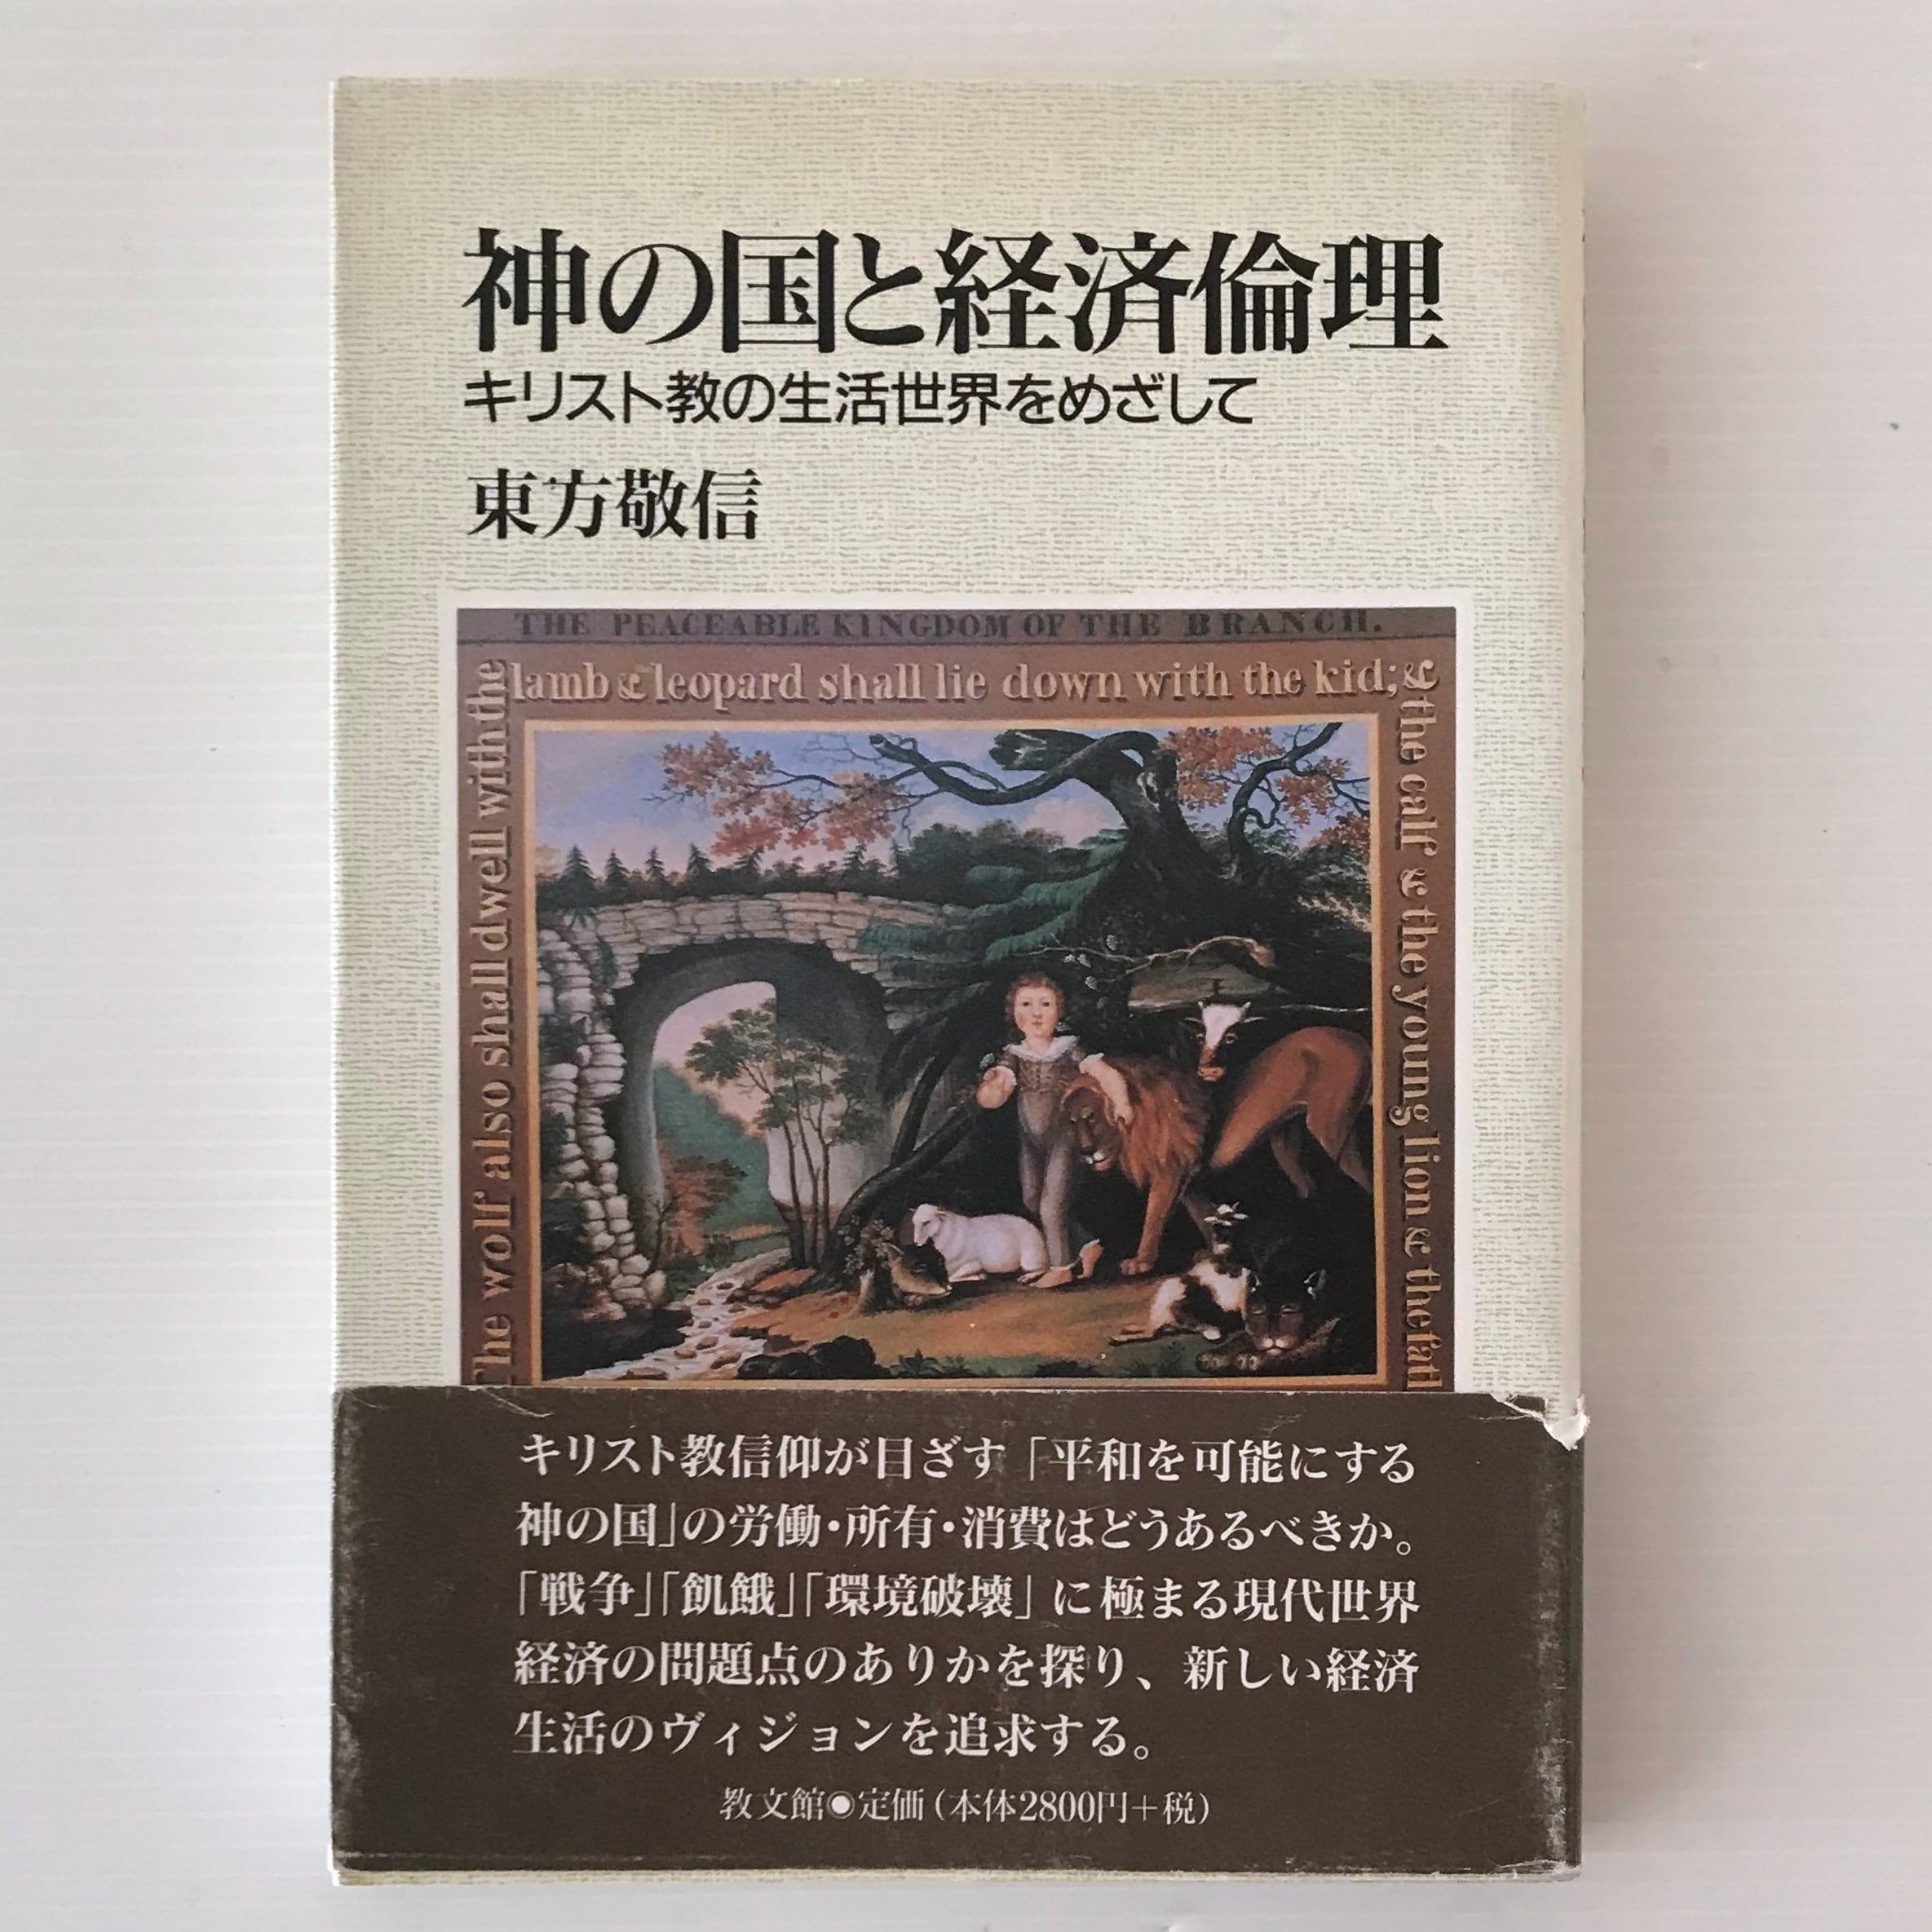 神の国と経済倫理
キリスト教の生活世界をめざして
東方敬信
THE PEACEABLE KINGDOM OF THE BRANCH.
The wolf also shall dwell with the
lamb & leopard shall lie down with the kid; &
the calf & the young lion & the fatl
キリスト教信仰が目ざす「平和を可能にする
神の国」の労働・所有・消費はどうあるべきか。
「戦争」「飢餓」「環境破壊」に極まる現代世界
経済の問題点のありかを探り、新しい経済
生活のヴィジョンを追求する。
教文館◉定価(本体2800円+税)